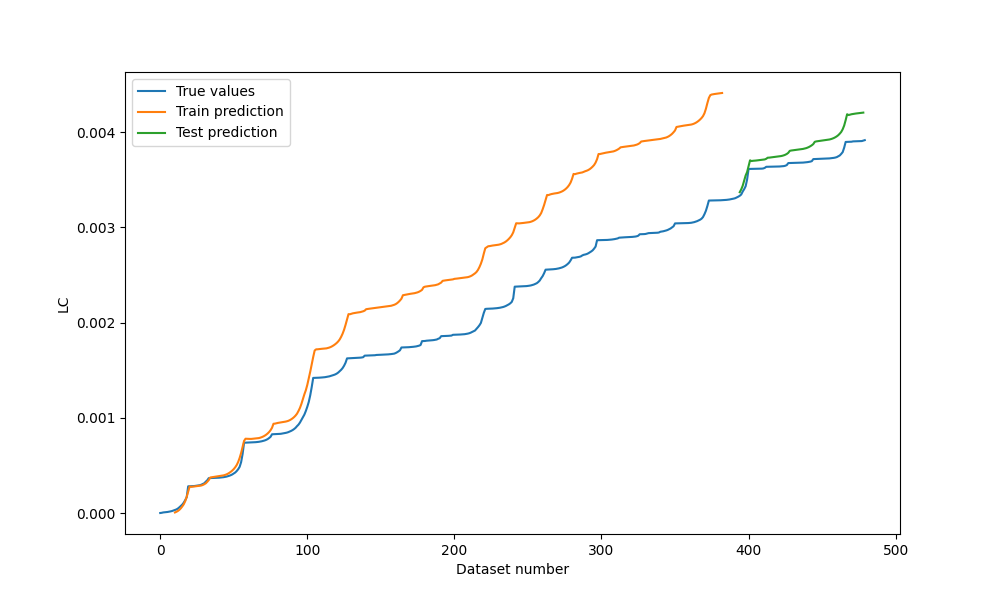 True values
Train prediction
Test prediction
0.004
0.003
0.002
0.001
0.000
LC
0
100
200
300
400
500
Dataset number